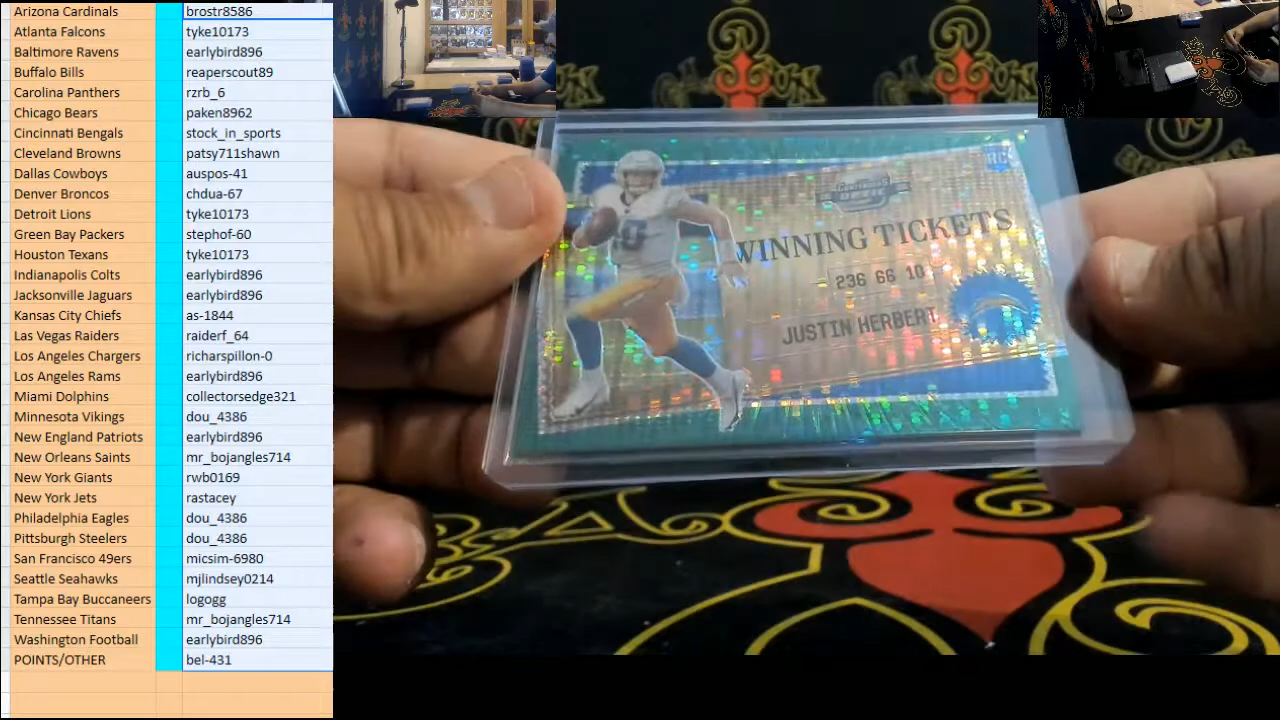 Arizona Cardinals brostr8586
Atlanta Falcons tyke10173
Baltimore Ravens earlybird896
Buffalo Bills reaperscout89
Carolina Panthers rzrb_6
Chicago Bears paken8962
Cincinnati Bengals stock_in_sports
Cleveland Browns patsy711shawn
Dallas Cowboys auspos-41
Denver Broncos chdua-67
Detroit Lions tyke10173
Green Bay Packers stephof-60
Houston Texans tyke10173
Indianapolis Colts earlybird896
Jacksonville Jaguars earlybird896
Kansas City Chiefs as-1844
Las Vegas Raiders raiderf_64
Los Angeles Chargers richarspillon-0
Los Angeles Rams earlybird896
Miami Dolphins collectorsedge321
Minnesota Vikings dou_4386
New England Patriots earlybird896
New Orleans Saints mr_bojangles714
New York Giants rwb0169
New York Jets rastacey
Philadelphia Eagles dou_4386
Pittsburgh Steelers dou_4386
San Francisco 49ers micsim-6980
Seattle Seahawks mjlindsey0214
Tampa Bay Buccaneers logogg
Tennessee Titans mr_bojangles714
Washington Football earlybird896
POINTS/OTHER bel-431
RC
CONTENDERS
OPTIC
WINNING TICKETS
236 66 10
JUSTIN HERBERT
10